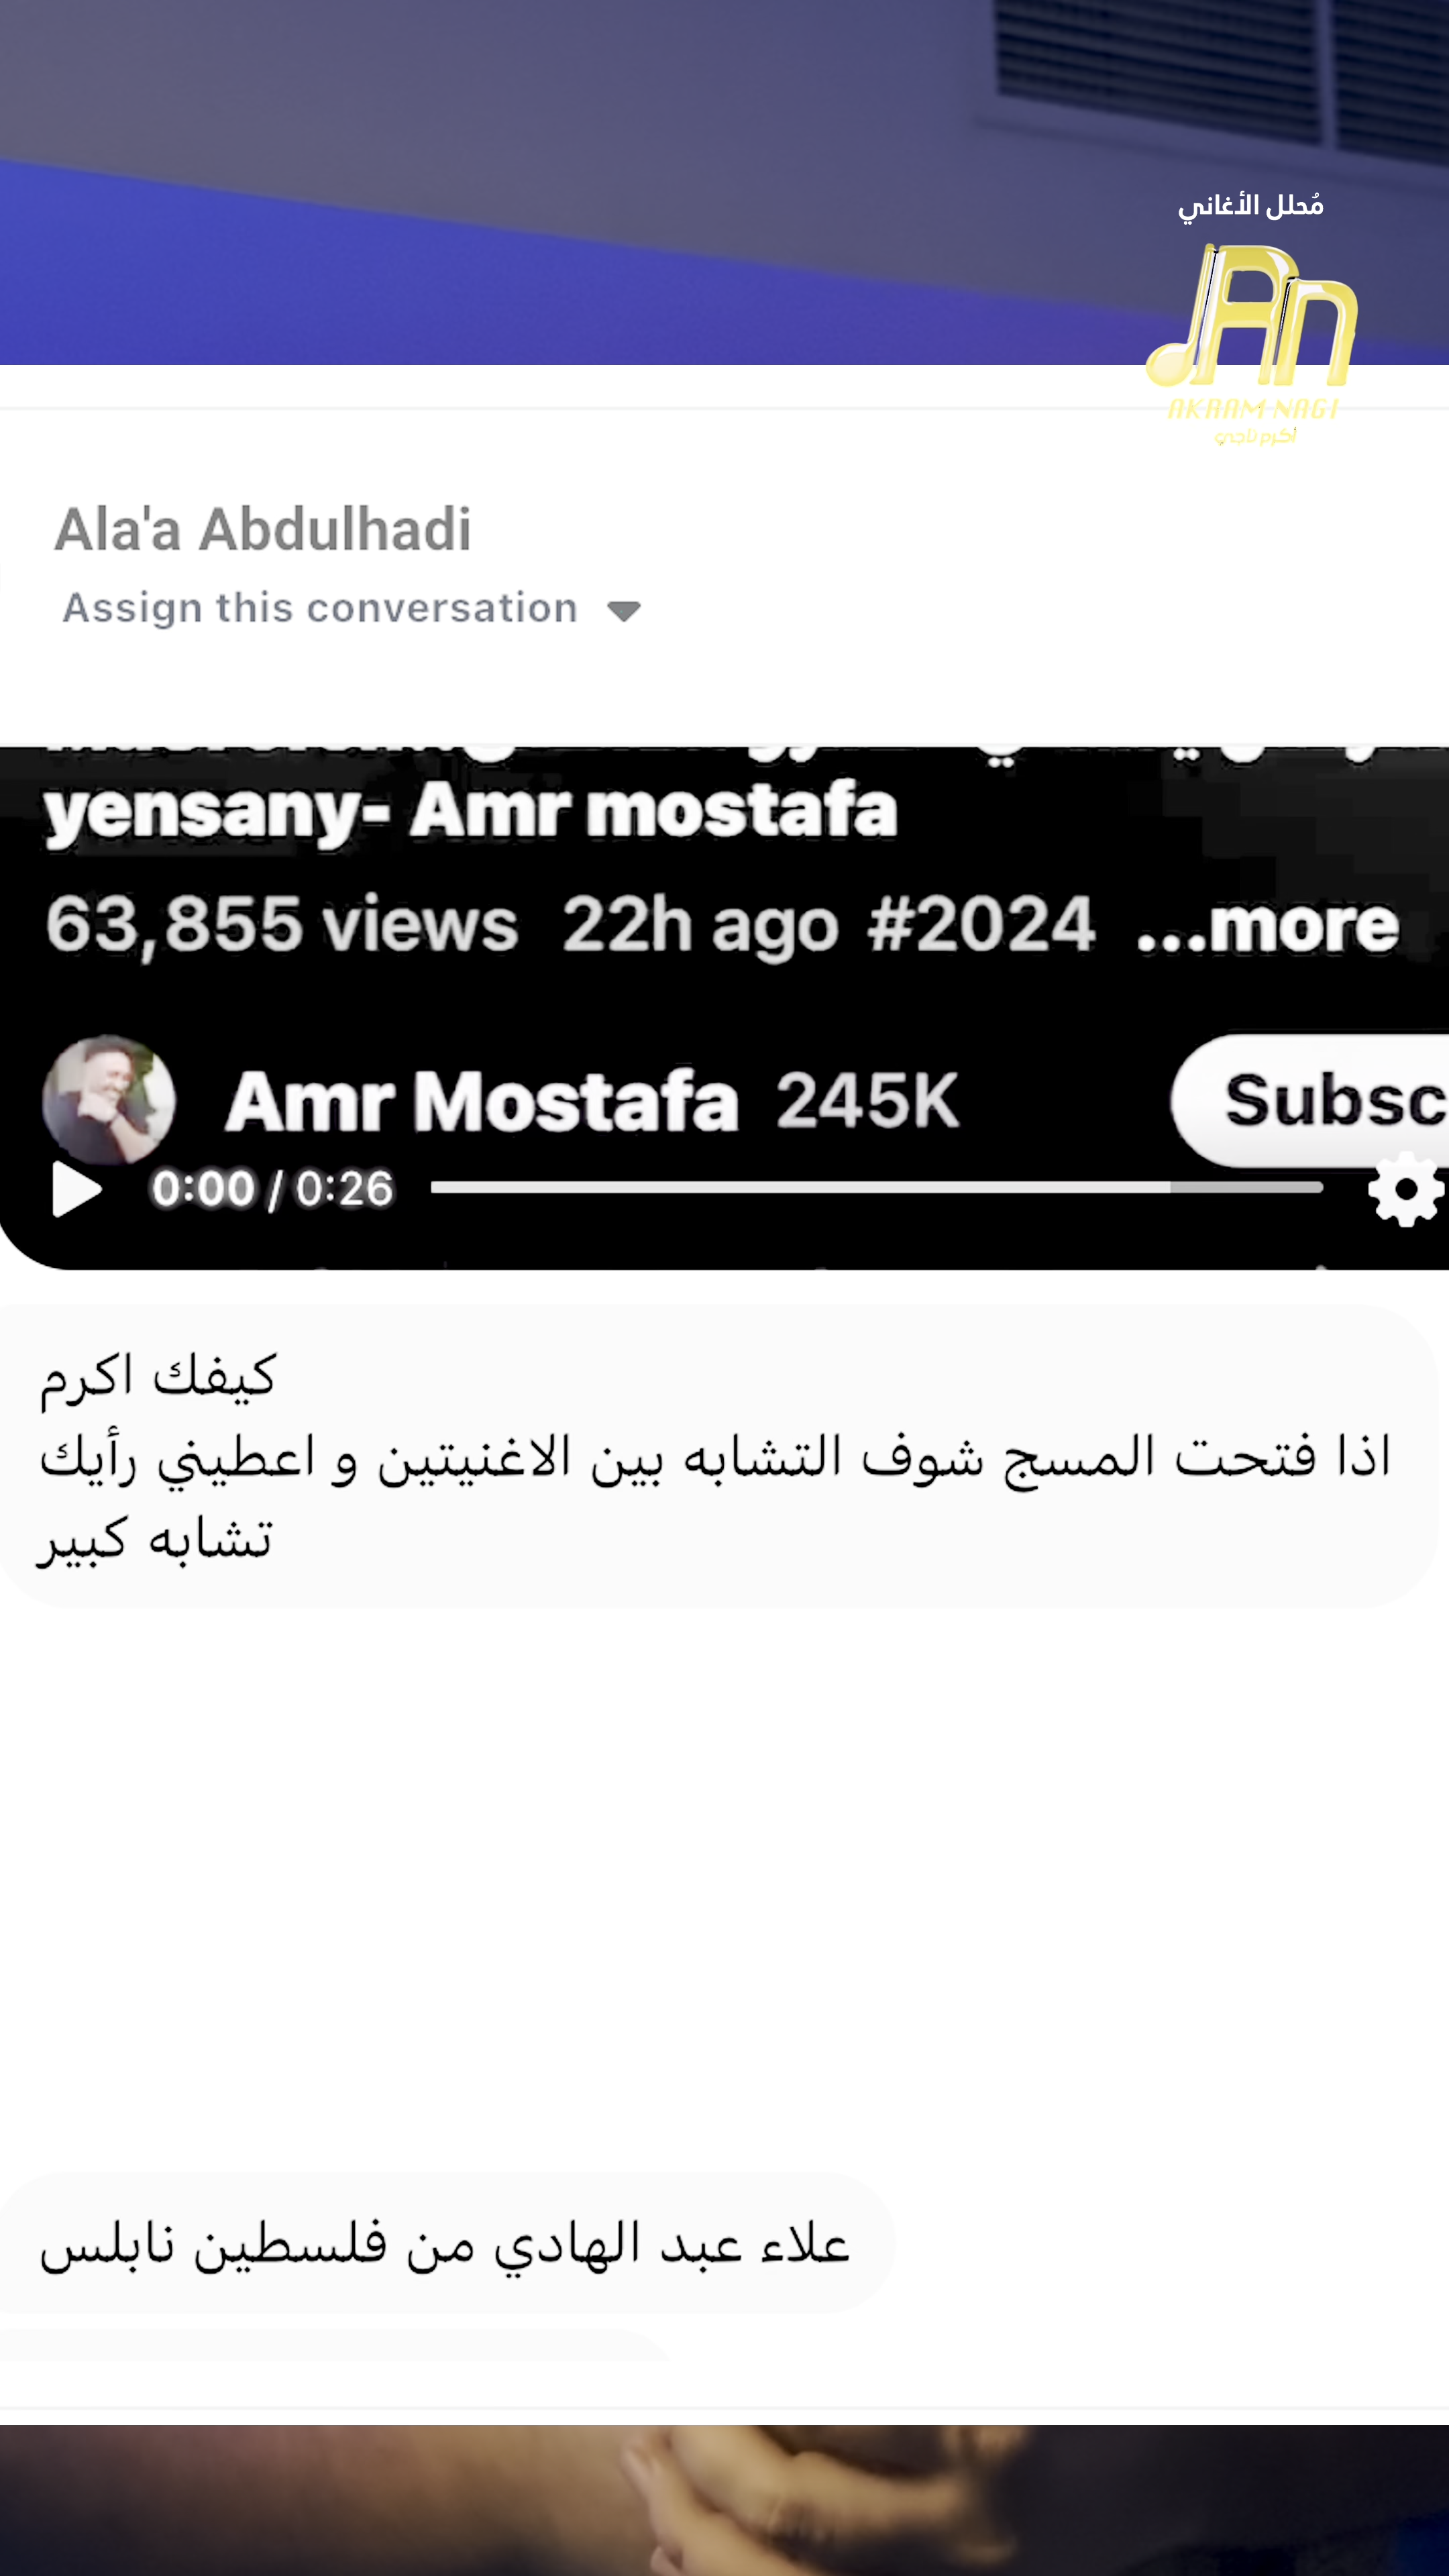 مُحلل الأغاني
An
AKRAM NAGI
أكرم ناجي
Ala'a Abdulhadi
Assign this conversation
yensany- Amr mostafa
63,855 views 22h ago #2024 ...more
Amr Mostafa 245K
Subsc
0:00 / 0:26
كيفك اكرم
اذا فتحت المسج شوف التشابه بين الاغنيتين و اعطيني رأيك
تشابه كبير
علاء عبد الهادي من فلسطين نابلس